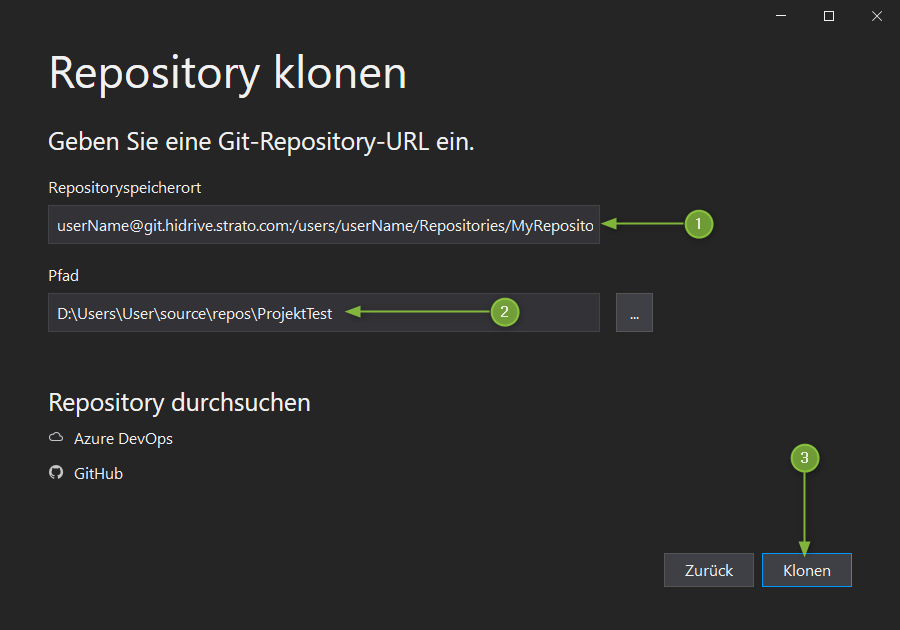 Repository klonen
Geben Sie eine Git-Repository-URL ein.
Repositoryspeicherort
userName@git.hidrive.strato.com:/users/userName/Repositories/MyReposito
1
Pfad
D:\Users\User\source\repos\ProjektTest
2
...
Repository durchsuchen
Azure DevOps
GitHub
3
Zurück
Klonen